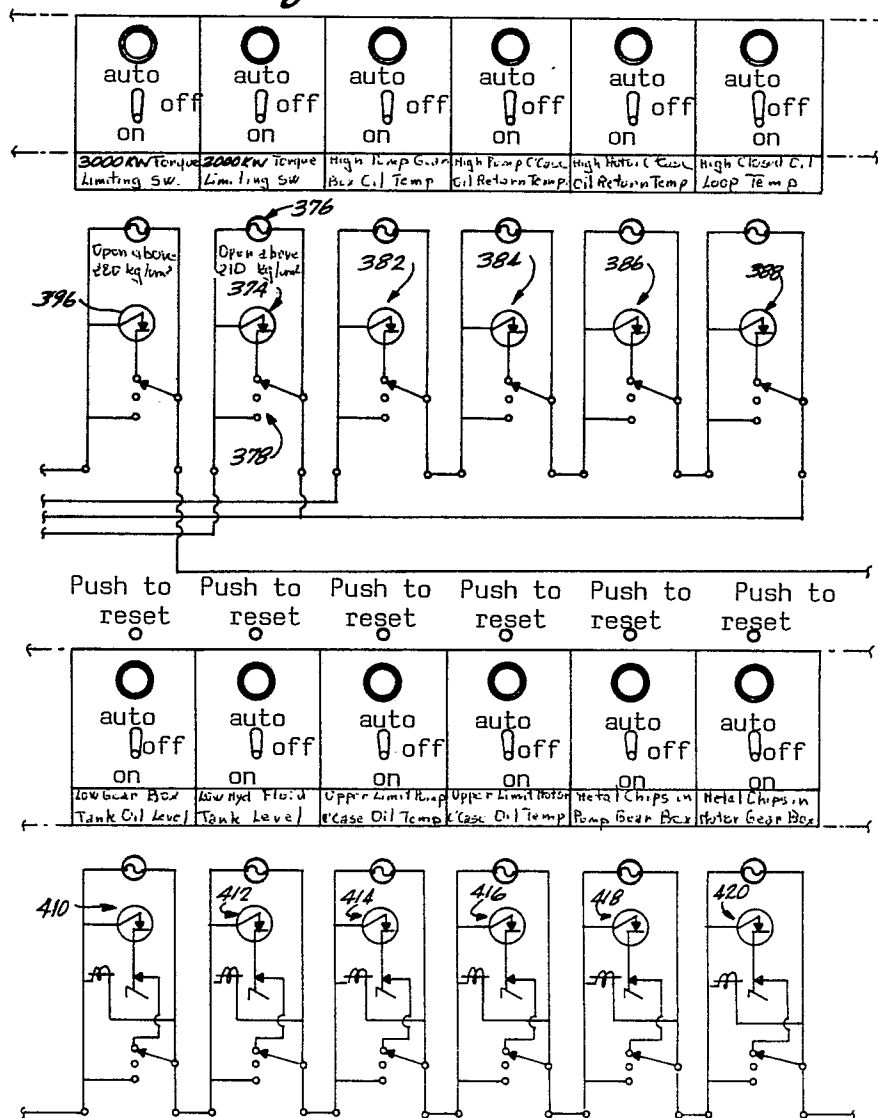 auto auto auto auto auto auto
off off off off off off
on on on on on on
3000 KW Torque 2000 KW Torque High Pump Gear High Pump C'Case High Motor C'Case High Closed Oil
Limiting Sw. Limiting Sw Box Oil Temp Oil Return Temp. Oil Return Temp Loop Temp
376
Open above Open above
280 kg/cm² 210 kg/cm²
382 384 386 388
396 374
378
Push to Push to Push to Push to Push to Push to
reset reset reset reset reset reset
auto auto auto auto auto auto
off off off off off off
on on on on on on
Low Gear Box Low Hyd Fluid Upper Limit Pump Upper Limit Motor Metal Chips in Metal Chips in
Tank Oil Level Tank Level C'Case Oil Temp C'Case Oil Temp Pump Gear Box Motor Gear Box
410 412 414 416 418 420